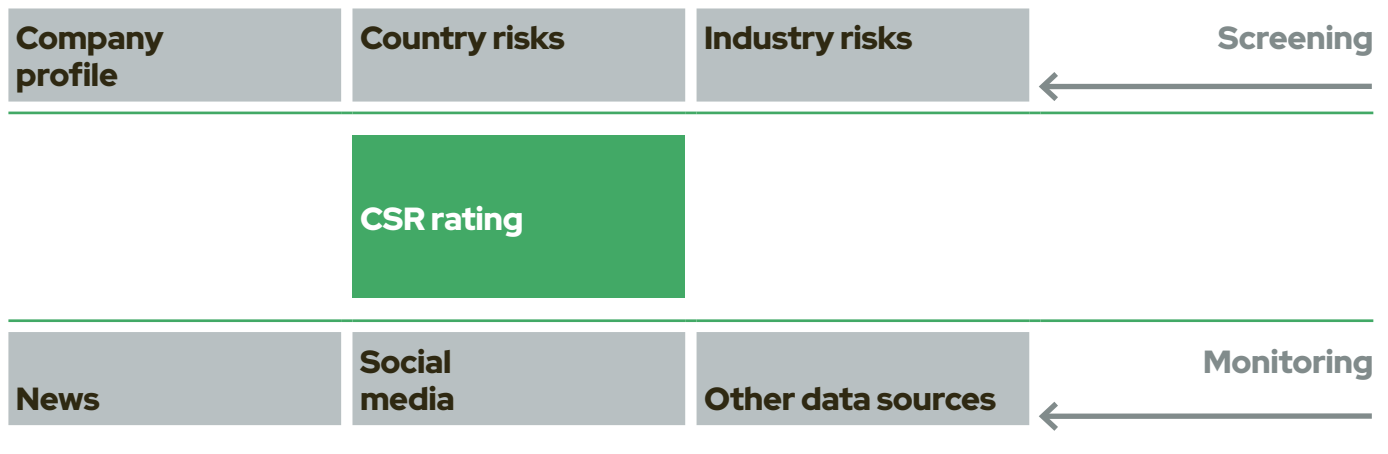 Company
profile
Country risks
Industry risks
Screening
CSR rating
News
Social
media
Other data sources
Monitoring